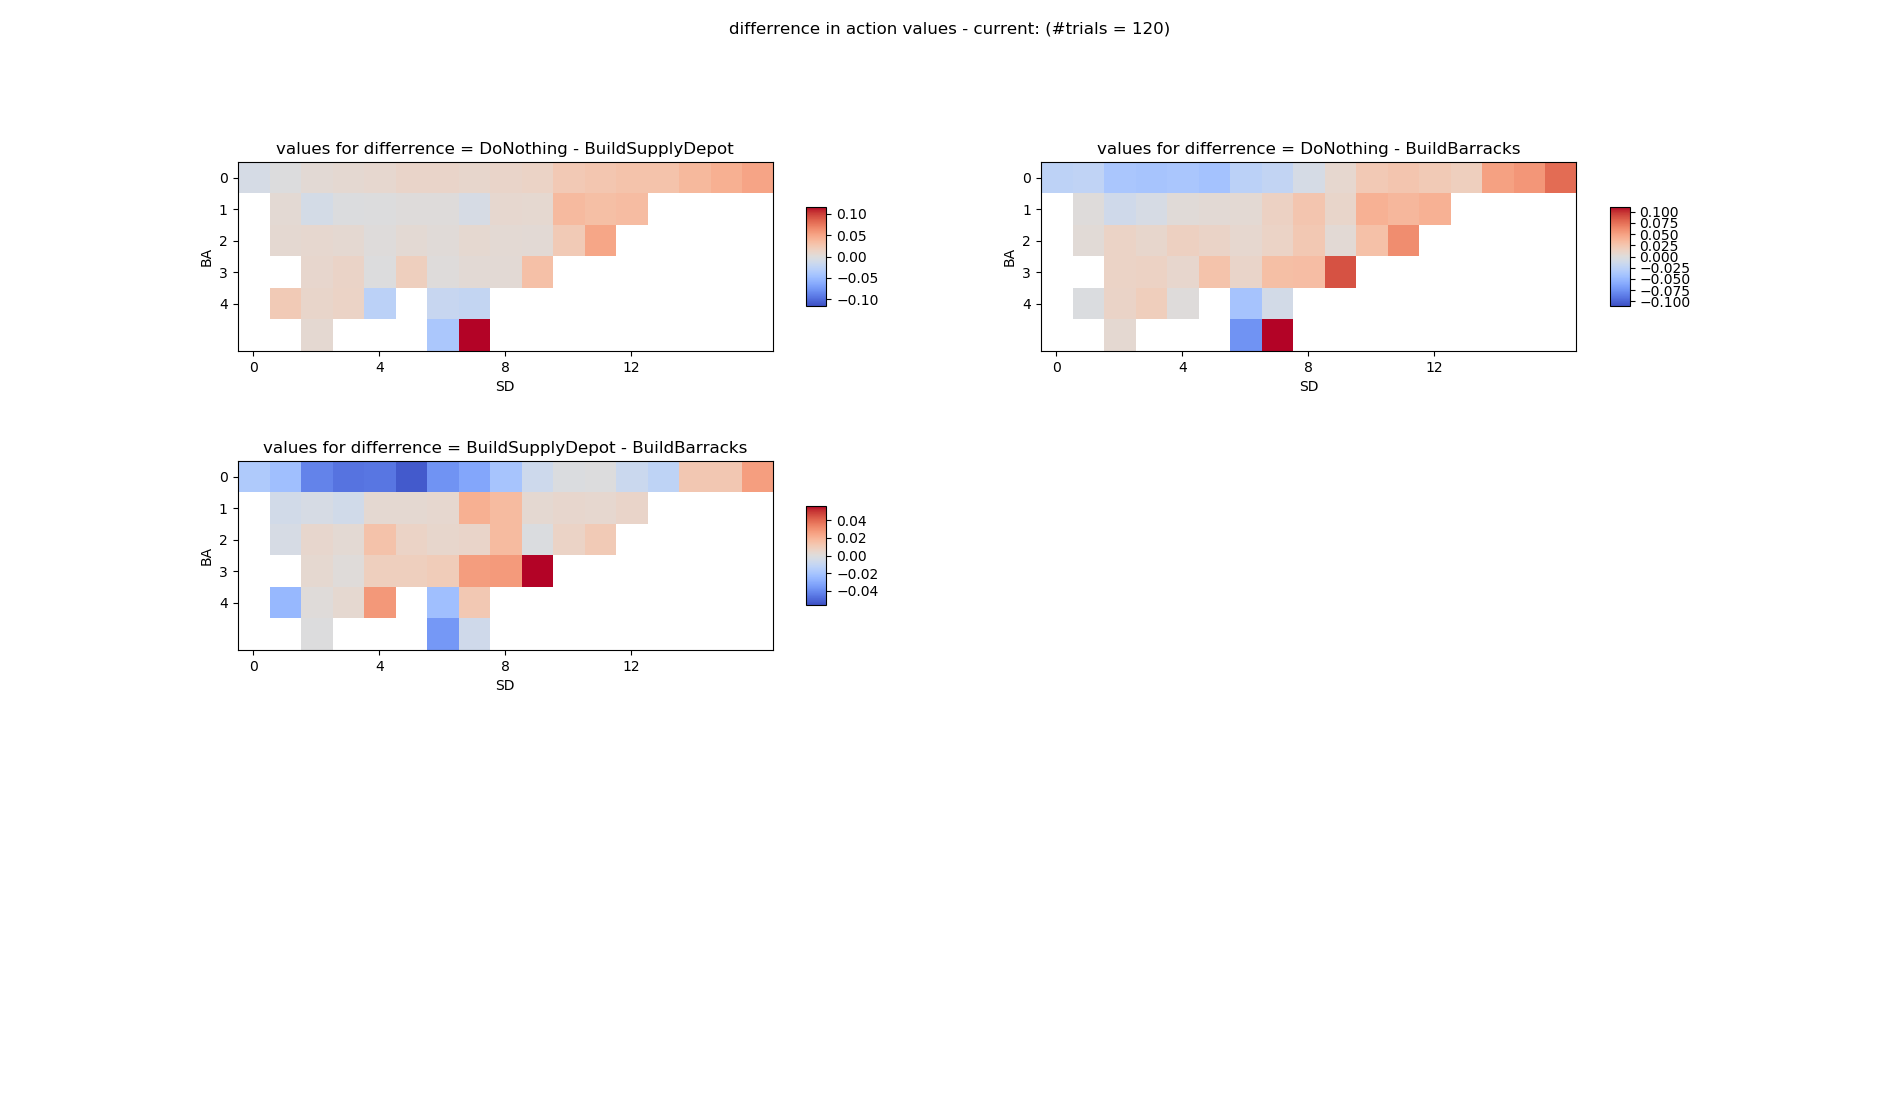 differrence in action values - current: (#trials = 120)
values for differrence = DoNothing - BuildSupplyDepot
0
1
2
3
4
BA
0 4 8 12
SD
0.10
0.05
0.00
−0.05
−0.10
values for differrence = DoNothing - BuildBarracks
0
1
2
3
4
BA
0 4 8 12
SD
0.100
0.075
0.050
0.025
0.000
−0.025
−0.050
−0.075
−0.100
values for differrence = BuildSupplyDepot - BuildBarracks
0
1
2
3
4
BA
0 4 8 12
SD
0.04
0.02
0.00
−0.02
−0.04